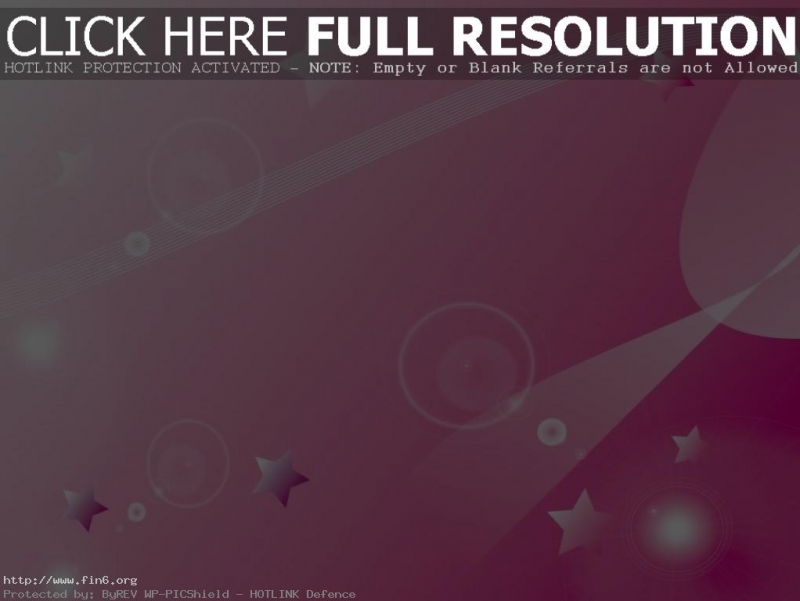 CLICK HERE FULL RESOLUTION
HOTLINK PROTECTION ACTIVATED - NOTE: Empty or Blank Referrals are not Allowed
http://www.fin6.org
Protected by: ByREV WP-PICShield - HOTLINK Defence